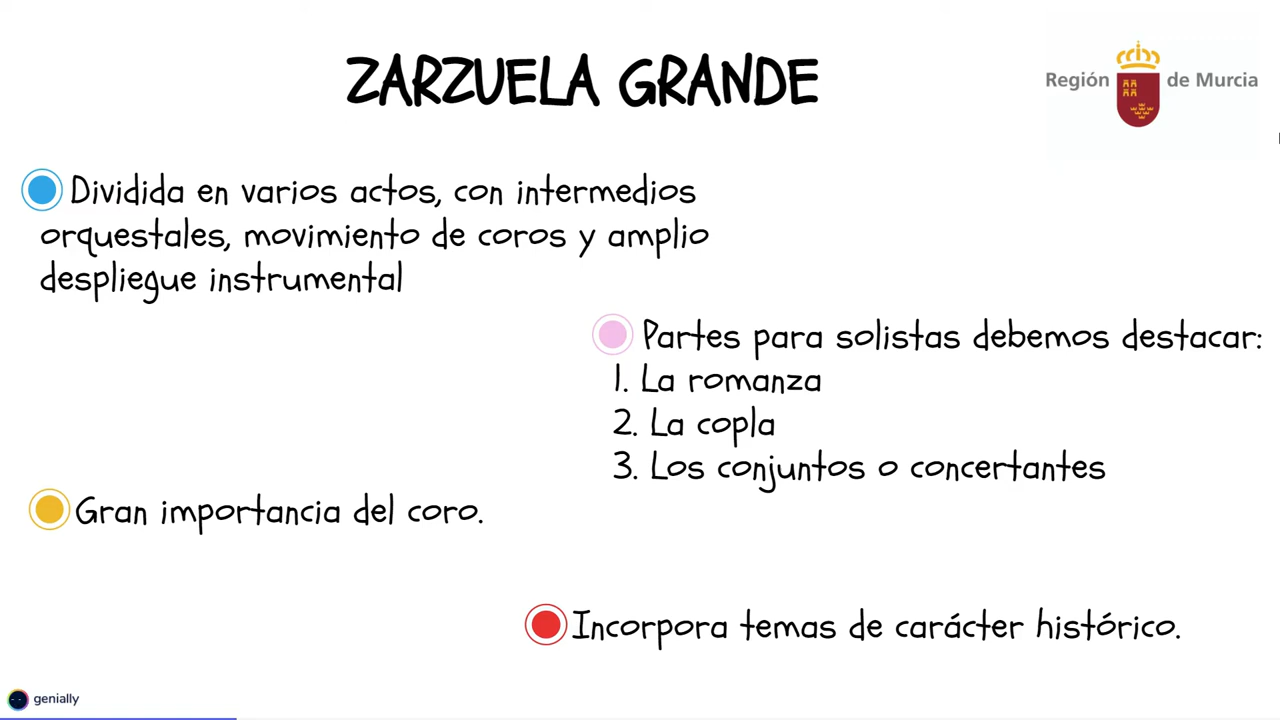 ZARZUELA GRANDE
Región de Murcia
Dividida en varios actos, con intermedios
orquestales, movimiento de coros y amplio
despliegue instrumental
Partes para solistas debemos destacar:
1. La romanza
2. La copla
3. Los conjuntos o concertantes
Gran importancia del coro.
Incorpora temas de carácter histórico.
genially